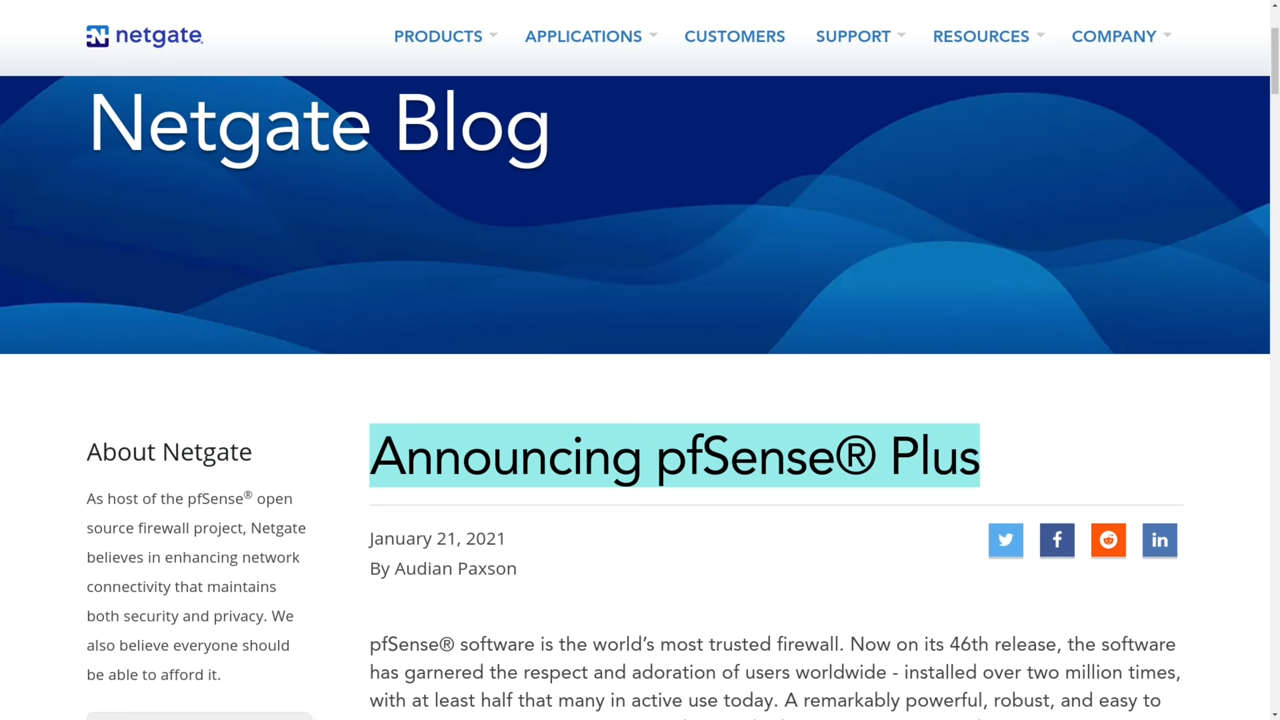 netgate.
PRODUCTS APPLICATIONS CUSTOMERS SUPPORT RESOURCES COMPANY
Netgate Blog
About Netgate
As host of the pfSense® open
source firewall project, Netgate
believes in enhancing network
connectivity that maintains
both security and privacy. We
also believe everyone should
be able to afford it.
Announcing pfSense® Plus
January 21, 2021
By Audian Paxson
pfSense® software is the world’s most trusted firewall. Now on its 46th release, the software
has garnered the respect and adoration of users worldwide - installed over two million times,
with at least half that many in active use today. A remarkably powerful, robust, and easy to